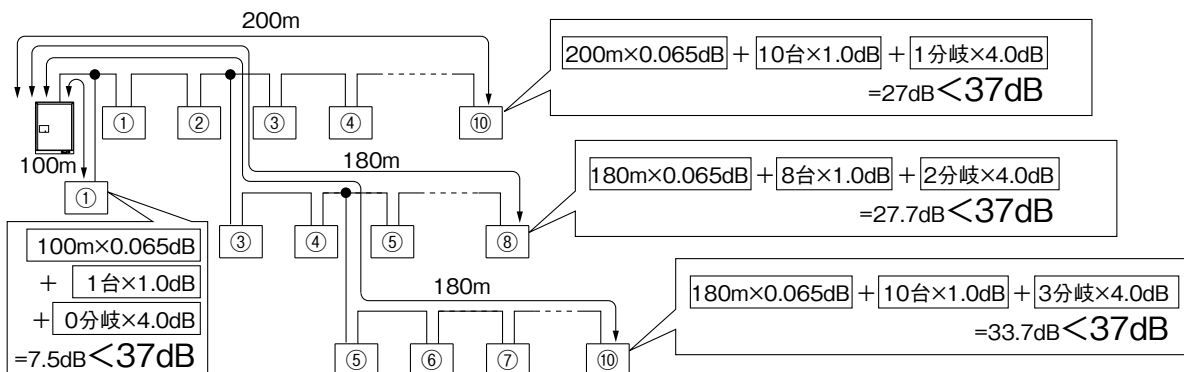 200m
200m×0.065dB + 10台×1.0dB + 1分岐×4.0dB
=27dB<37dB
① ② ③ ④ ⑩
100m
①
180m
180m×0.065dB + 8台×1.0dB + 2分岐×4.0dB
=27.7dB<37dB
③ ④ ⑤ ⑧
100m×0.065dB
+ 1台×1.0dB
+ 0分岐×4.0dB
=7.5dB<37dB
180m
180m×0.065dB + 10台×1.0dB + 3分岐×4.0dB
=33.7dB<37dB
⑤ ⑥ ⑦ ⑩